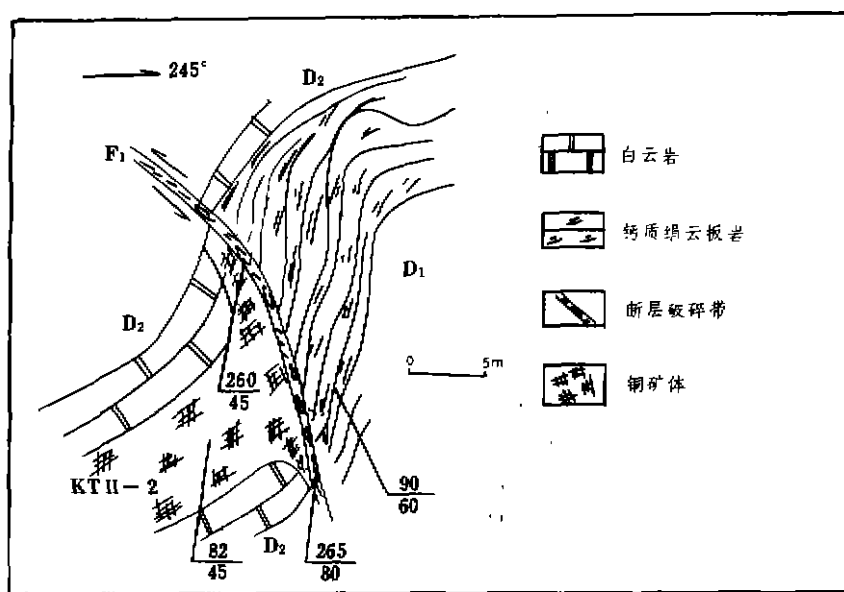 245°
D₂
F₁
白云岩
钙质绢云板岩
D₁
D₂
断层破碎带
0 5m
260
45
铜矿体
KTⅡ-2
90
60
82
45
D₂
265
80